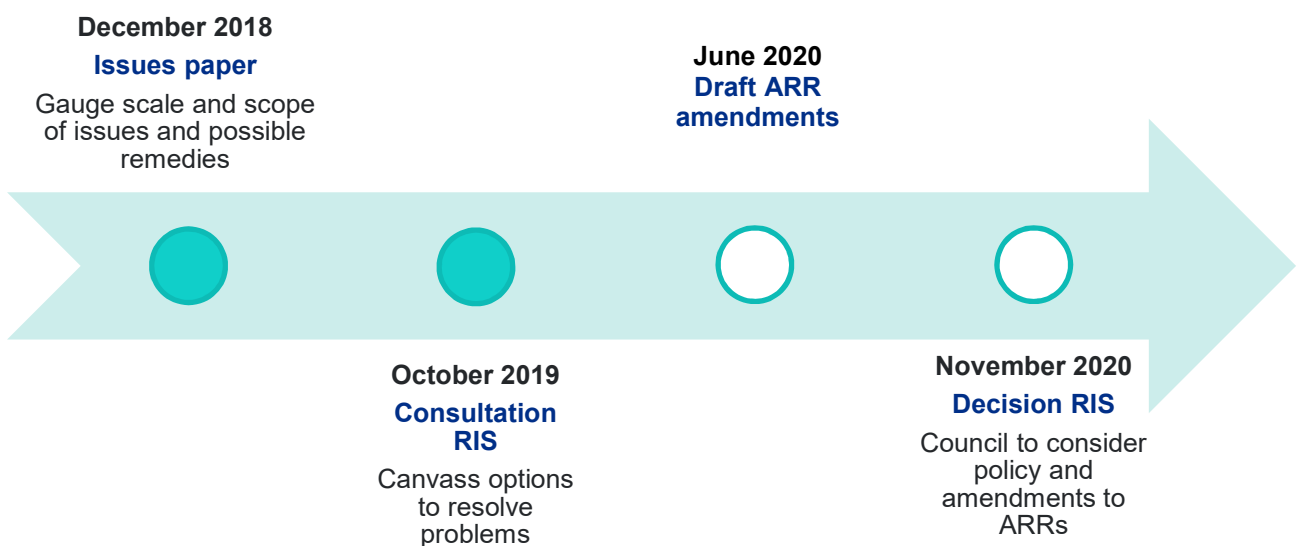 December 2018
Issues paper
Gauge scale and scope
of issues and possible
remedies
October 2019
Consultation
RIS
Canvass options
to resolve
problems
June 2020
Draft ARR
amendments
November 2020
Decision RIS
Council to consider
policy and
amendments to
ARRs